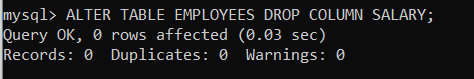 mysql> ALTER TABLE EMPLOYEES DROP COLUMN SALARY;
Query OK, 0 rows affected (0.03 sec)
Records: 0  Duplicates: 0  Warnings: 0